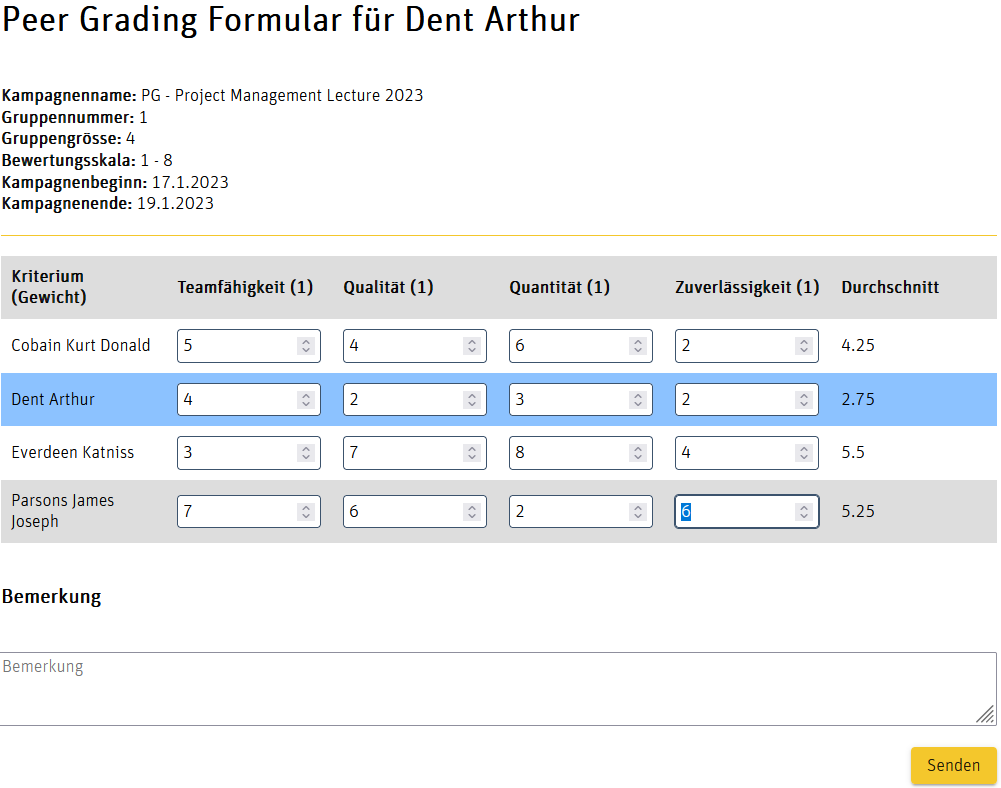 Peer Grading Formular für Dent Arthur
Kampagnenname: PG - Project Management Lecture 2023
Gruppennummer: 1
Gruppengrösse: 4
Bewertungsskala: 1 - 8
Kampagnenbeginn: 17.1.2023
Kampagnenende: 19.1.2023
Kriterium (Gewicht) Teamfähigkeit (1) Qualität (1) Quantität (1) Zuverlässigkeit (1) Durchschnitt
Cobain Kurt Donald 5 4 6 2 4.25
Dent Arthur 4 2 3 2 2.75
Everdeen Katniss 3 7 8 4 5.5
Parsons James Joseph 7 6 2 6 5.25
Bemerkung
Bemerkung
Senden